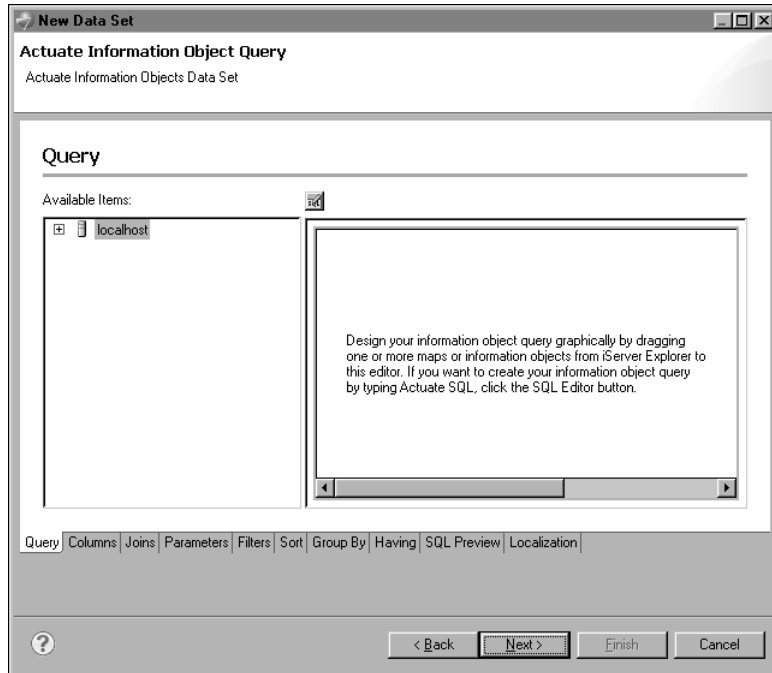 New Data Set
Actuate Information Object Query
Actuate Information Objects Data Set
Query
Available Items:
sql
localhost
Design your information object query graphically by dragging
one or more maps or information objects from iServer Explorer to
this editor. If you want to create your information object query
by typing Actuate SQL, click the SQL Editor button.
Query Columns Joins Parameters Filters Sort Group By Having SQL Preview Localization
? < Back Next > Finish Cancel